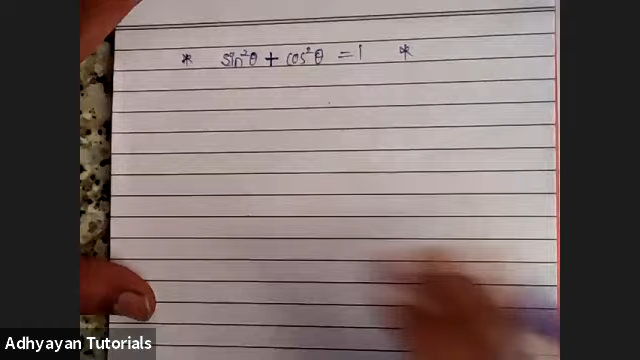 * sin²θ + cos²θ = 1 *
Adhyayan Tutorials